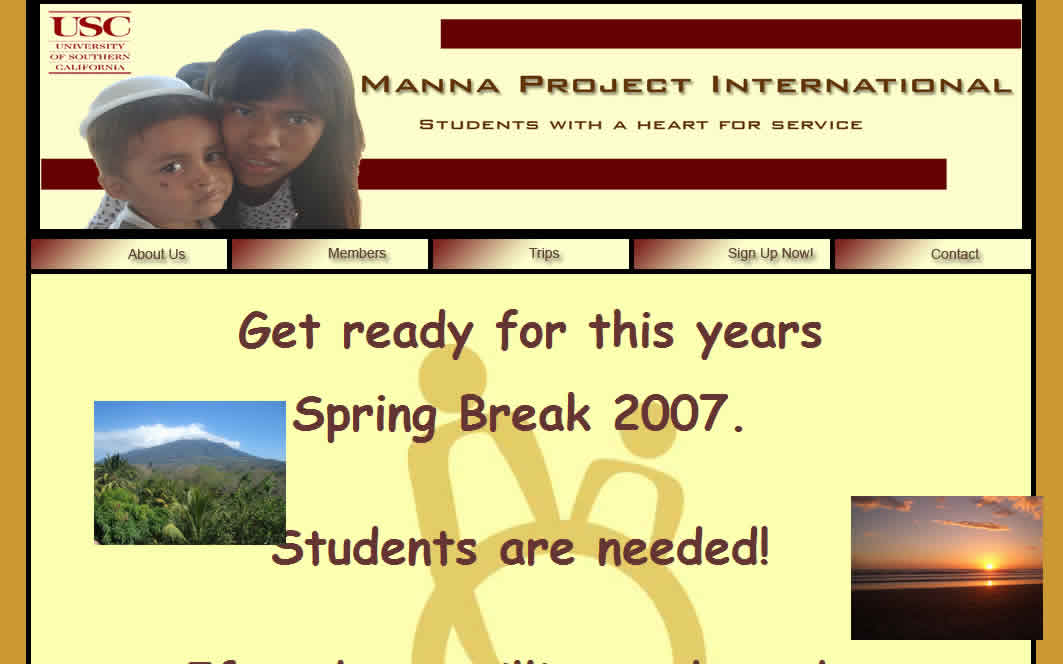 USC
UNIVERSITY
OF SOUTHERN
CALIFORNIA
Manna Project International
Students with a heart for service
About Us
Members
Trips
Sign Up Now!
Contact
Get ready for this years
Spring Break 2007.
Students are needed!